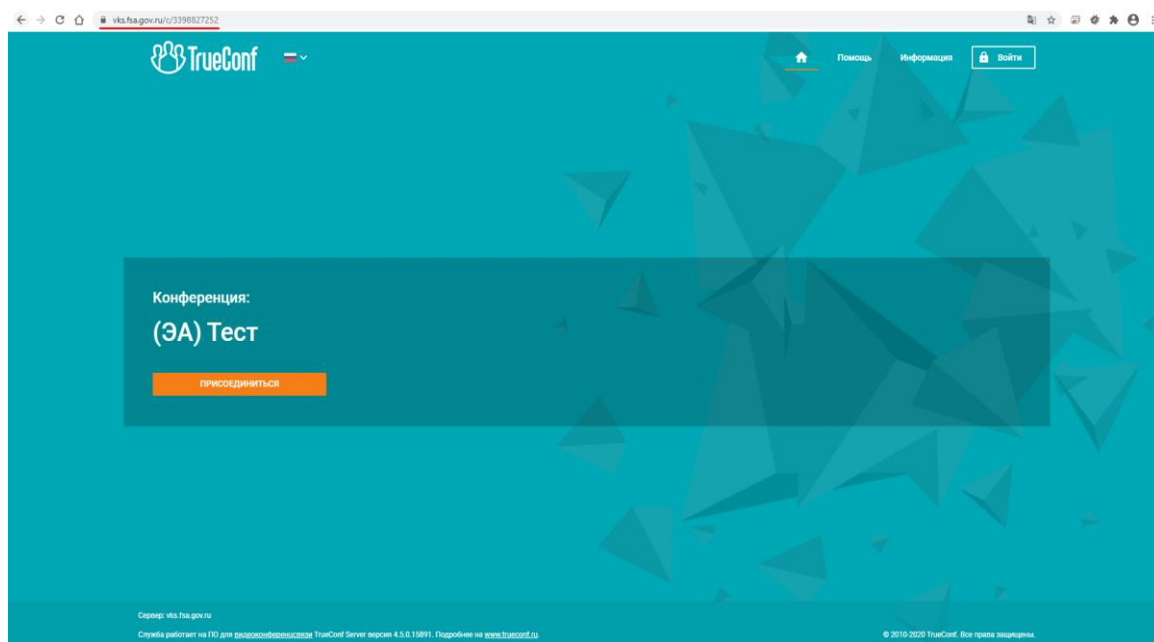 vks.fsa.gov.ru/c/3398827252
TrueConf
Помощь
Информация
Войти
Конференция:
(ЭА) Тест
ПРИСОЕДИНИТЬСЯ
Сервер: vks.fsa.gov.ru
Служба работает на ПО для видеоконференцсвязи TrueConf Server версия 4.5.0.15891. Подробнее на www.trueconf.ru
© 2010-2020 TrueConf. Все права защищены.